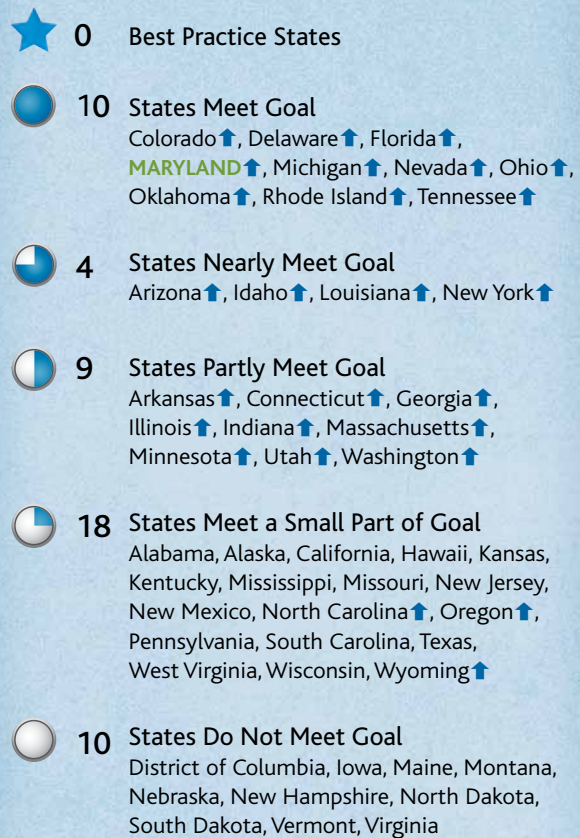 0 Best Practice States
10 States Meet Goal
Colorado⬆, Delaware⬆, Florida⬆,
MARYLAND⬆, Michigan⬆, Nevada⬆, Ohio⬆,
Oklahoma⬆, Rhode Island⬆, Tennessee⬆
4 States Nearly Meet Goal
Arizona⬆, Idaho⬆, Louisiana⬆, New York⬆
9 States Partly Meet Goal
Arkansas⬆, Connecticut⬆, Georgia⬆,
Illinois⬆, Indiana⬆, Massachusetts⬆,
Minnesota⬆, Utah⬆, Washington⬆
18 States Meet a Small Part of Goal
Alabama, Alaska, California, Hawaii, Kansas,
Kentucky, Mississippi, Missouri, New Jersey,
New Mexico, North Carolina⬆, Oregon⬆,
Pennsylvania, South Carolina, Texas,
West Virginia, Wisconsin, Wyoming⬆
10 States Do Not Meet Goal
District of Columbia, Iowa, Maine, Montana,
Nebraska, New Hampshire, North Dakota,
South Dakota, Vermont, Virginia